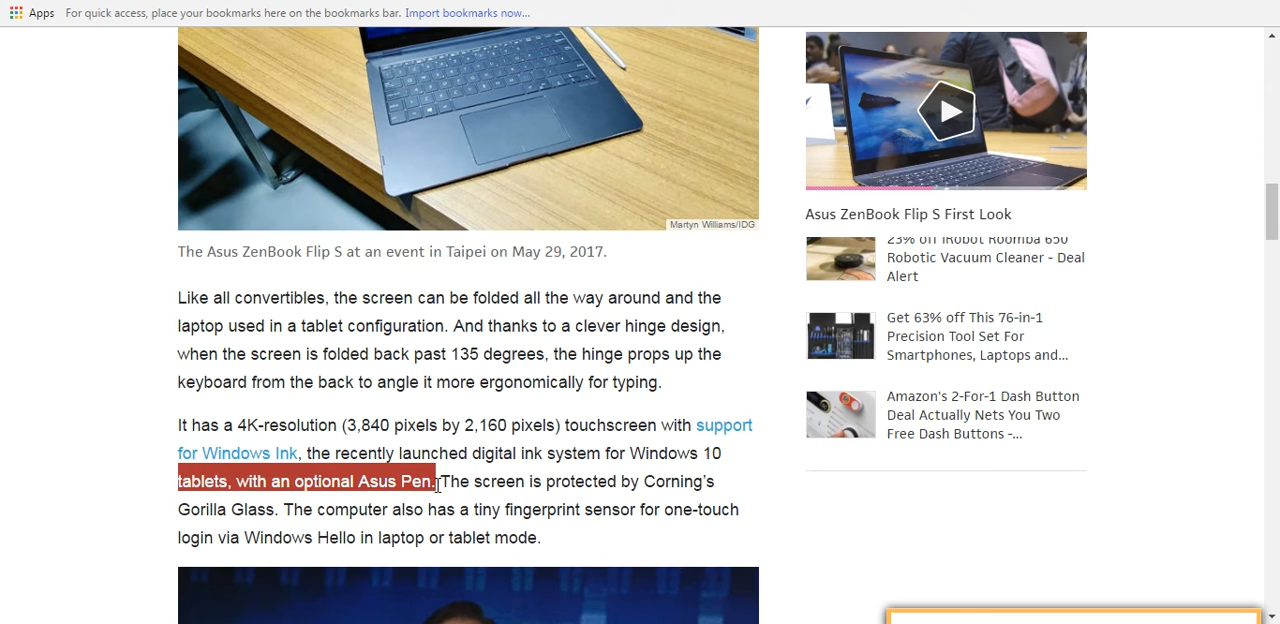 Apps For quick access, place your bookmarks here on the bookmarks bar. Import bookmarks now...
Martyn Williams/IDG
The Asus ZenBook Flip S at an event in Taipei on May 29, 2017.
Like all convertibles, the screen can be folded all the way around and the
laptop used in a tablet configuration. And thanks to a clever hinge design,
when the screen is folded back past 135 degrees, the hinge props up the
keyboard from the back to angle it more ergonomically for typing.
It has a 4K-resolution (3,840 pixels by 2,160 pixels) touchscreen with support
for Windows Ink, the recently launched digital ink system for Windows 10
tablets, with an optional Asus Pen. The screen is protected by Corning's
Gorilla Glass. The computer also has a tiny fingerprint sensor for one-touch
login via Windows Hello in laptop or tablet mode.
Asus ZenBook Flip S First Look
23% off iRobot Roomba 650
Robotic Vacuum Cleaner - Deal
Alert
Get 63% off This 76-in-1
Precision Tool Set For
Smartphones, Laptops and...
Amazon's 2-For-1 Dash Button
Deal Actually Nets You Two
Free Dash Buttons -...